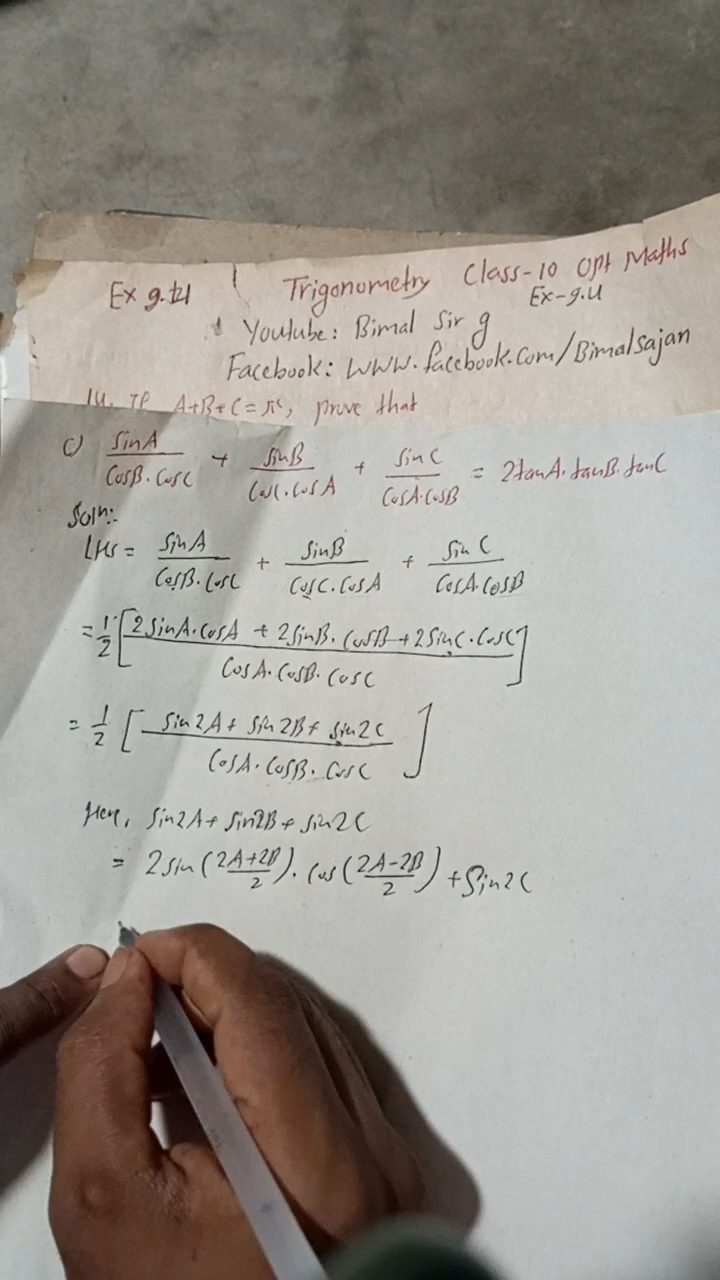 Ex 9.4
Trigonometry Class-10 Opt Maths
Ex-9.4
Youtube: Bimal Sir g
Facebook: WWW.facebook.com/Bimalsajan
14. If A+B+C=πᶜ, prove that
c) SinA/CosB.CosC + SinB/CosC.CosA + SinC/CosA.CosB = 2tanA.tanB.tanC
Soln:-
LHS = SinA/CosB.CosC + SinB/CosC.CosA + Sin C/CosA.CosB
= 1/2 [2SinA.CosA + 2SinB.CosB + 2SinC.CosC / CosA.CosB.CosC]
= 1/2 [Sin2A + Sin2B + Sin2C / CosA.CosB.CosC]
Here, Sin2A + Sin2B + Sin2C
= 2Sin(2A+2B/2).Cos(2A-2B/2) + Sin2C